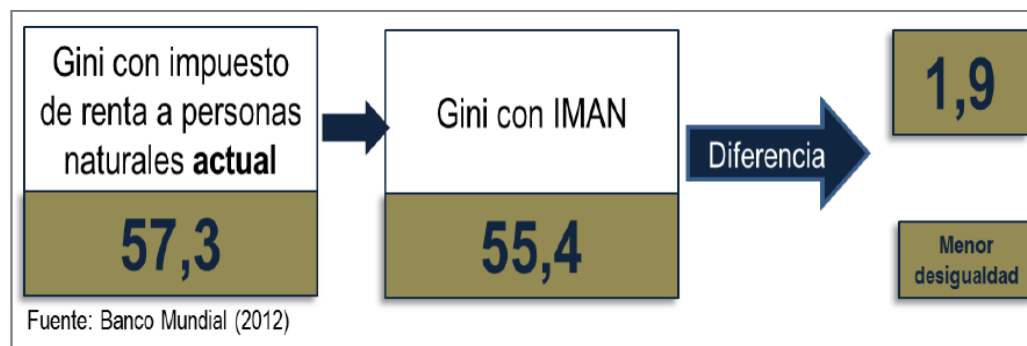 Gini con impuesto
de renta a personas
naturales actual
57,3
Gini con IMAN
55,4
Diferencia
1,9
Menor
desigualdad
Fuente: Banco Mundial (2012)